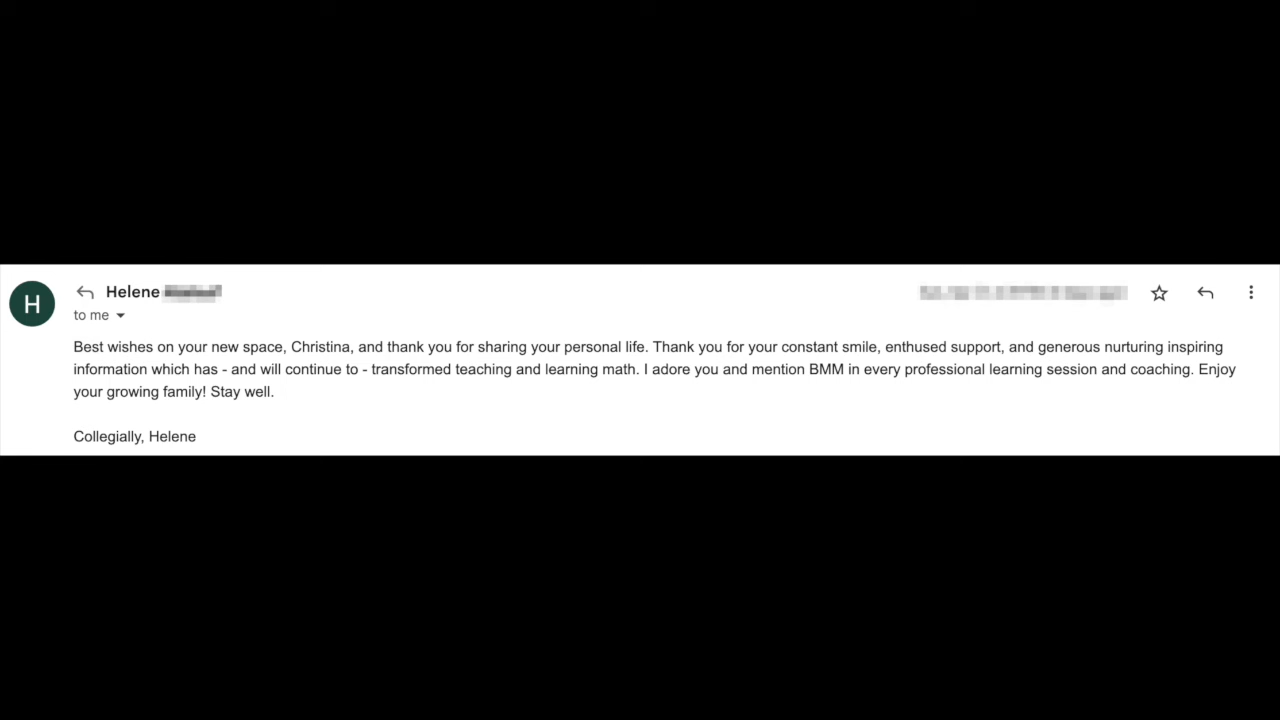 H
Helene
to me
Best wishes on your new space, Christina, and thank you for sharing your personal life. Thank you for your constant smile, enthused support, and generous nurturing inspiring
information which has - and will continue to - transformed teaching and learning math. I adore you and mention BMM in every professional learning session and coaching. Enjoy
your growing family! Stay well.
Collegially, Helene